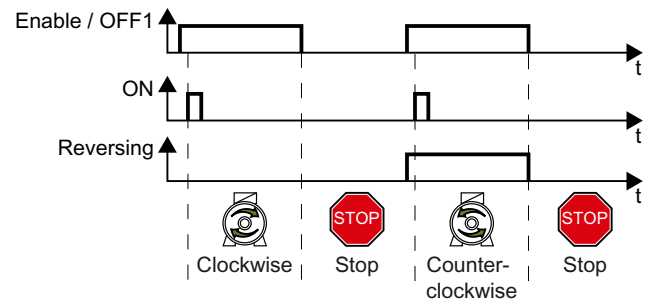 Enable / OFF1
t
ON
t
Reversing
t
STOP
STOP
Clockwise
Stop
Counter-
clockwise
Stop